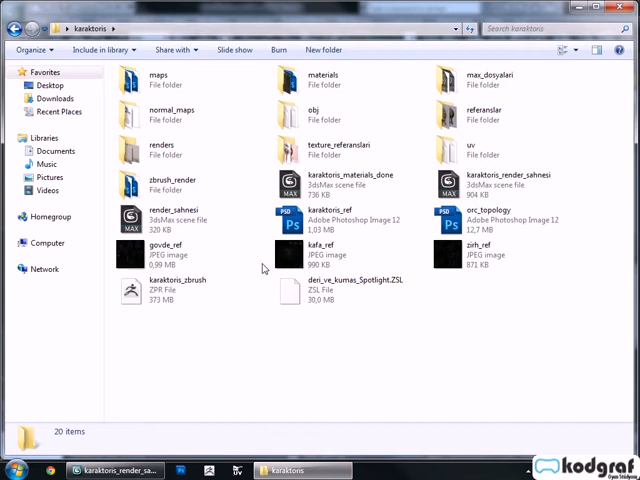 karaktoris
Search karaktoris
Organize
Include in library
Share with
Slide show
Burn
New folder
Favorites
Desktop
Downloads
Recent Places
Libraries
Documents
Music
Pictures
Videos
Homegroup
Computer
Network
maps
File folder
materials
File folder
max_dosyalari
File folder
normal_maps
File folder
obj
File folder
referanslar
File folder
renders
File folder
texture_referanslari
File folder
uv
File folder
zbrush_render
File folder
karaktoris_materials_done
3dsMax scene file
736 KB
karaktoris_render_sahnesi
3dsMax scene file
904 KB
render_sahnesi
3dsMax scene file
320 KB
karaktoris_ref
Adobe Photoshop Image 12
1,03 MB
orc_topology
Adobe Photoshop Image 12
12,7 MB
govde_ref
JPEG image
0,99 MB
kafa_ref
JPEG image
990 KB
zirh_ref
JPEG image
871 KB
karaktoris_zbrush
ZPR File
373 MB
deri_ve_kumas_Spotlight.ZSL
ZSL File
30,0 MB
20 items
karaktoris_render_sa...
karaktoris
kodgraf